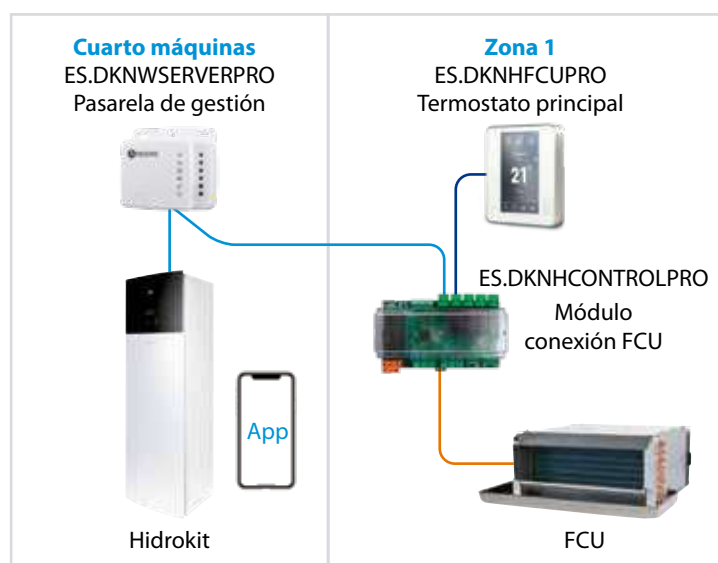 Cuarto máquinas
ES.DKNWSERVERPRO
Pasarela de gestión
App
Hidrokit
Zona 1
ES.DKNHFCUPRO
Termostato principal
21
ES.DKNHCONTROLPRO
Módulo
conexión FCU
FCU